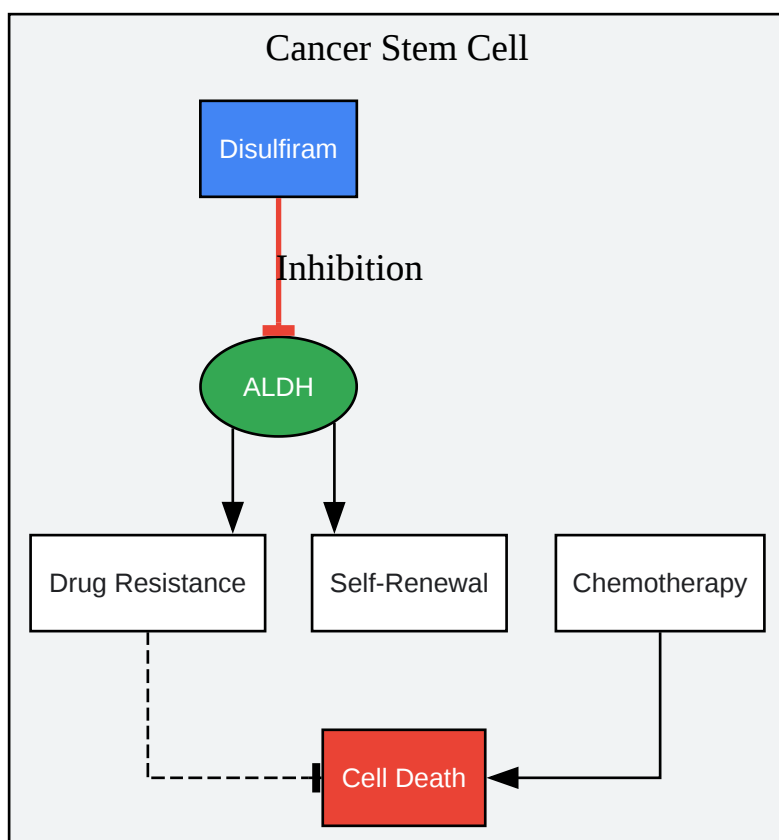 Cancer Stem Cell
Disulfiram
Inhibition
ALDH
Drug Resistance
Self-Renewal
Chemotherapy
Cell Death